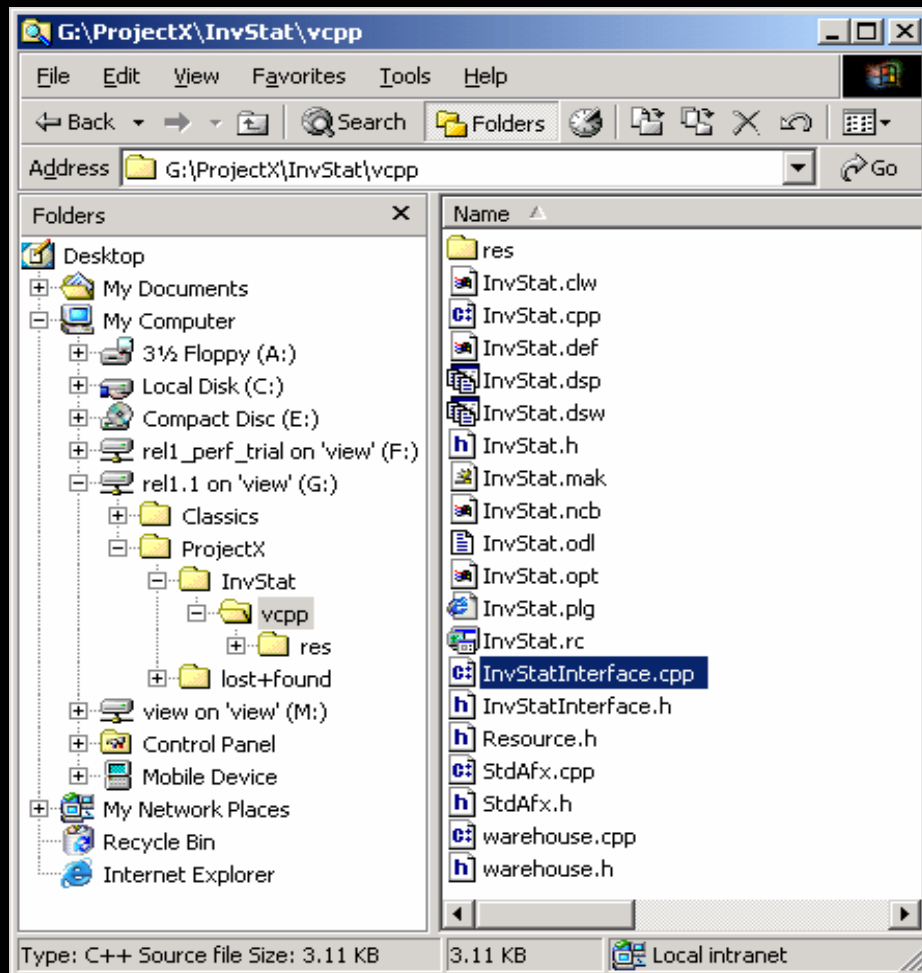 G:\ProjectX\InvStat\vcpp
File Edit View Favorites Tools Help
Back Search Folders
Address G:\ProjectX\InvStat\vcpp Go
Folders
Desktop
My Documents
My Computer
3½ Floppy (A:)
Local Disk (C:)
Compact Disc (E:)
rel1_perf_trial on 'view' (F:)
rel1.1 on 'view' (G:)
Classics
ProjectX
InvStat
vcpp
res
lost+found
view on 'view' (M:)
Control Panel
Mobile Device
My Network Places
Recycle Bin
Internet Explorer
Name
res
InvStat.clw
InvStat.cpp
InvStat.def
InvStat.dsp
InvStat.dsw
InvStat.h
InvStat.mak
InvStat.ncb
InvStat.odl
InvStat.opt
InvStat.plg
InvStat.rc
InvStatInterface.cpp
InvStatInterface.h
Resource.h
StdAfx.cpp
StdAfx.h
warehouse.cpp
warehouse.h
Type: C++ Source file Size: 3.11 KB 3.11 KB Local intranet